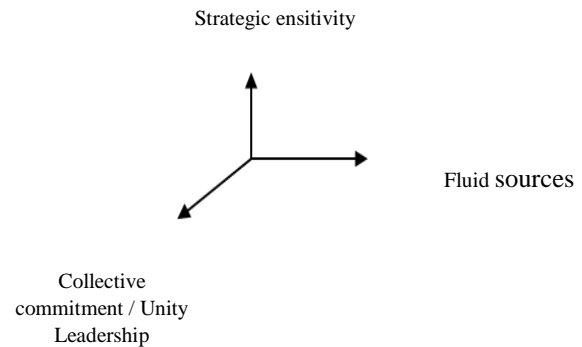 Strategic ensitivity
Fluid sources
Collective
commitment / Unity
Leadership